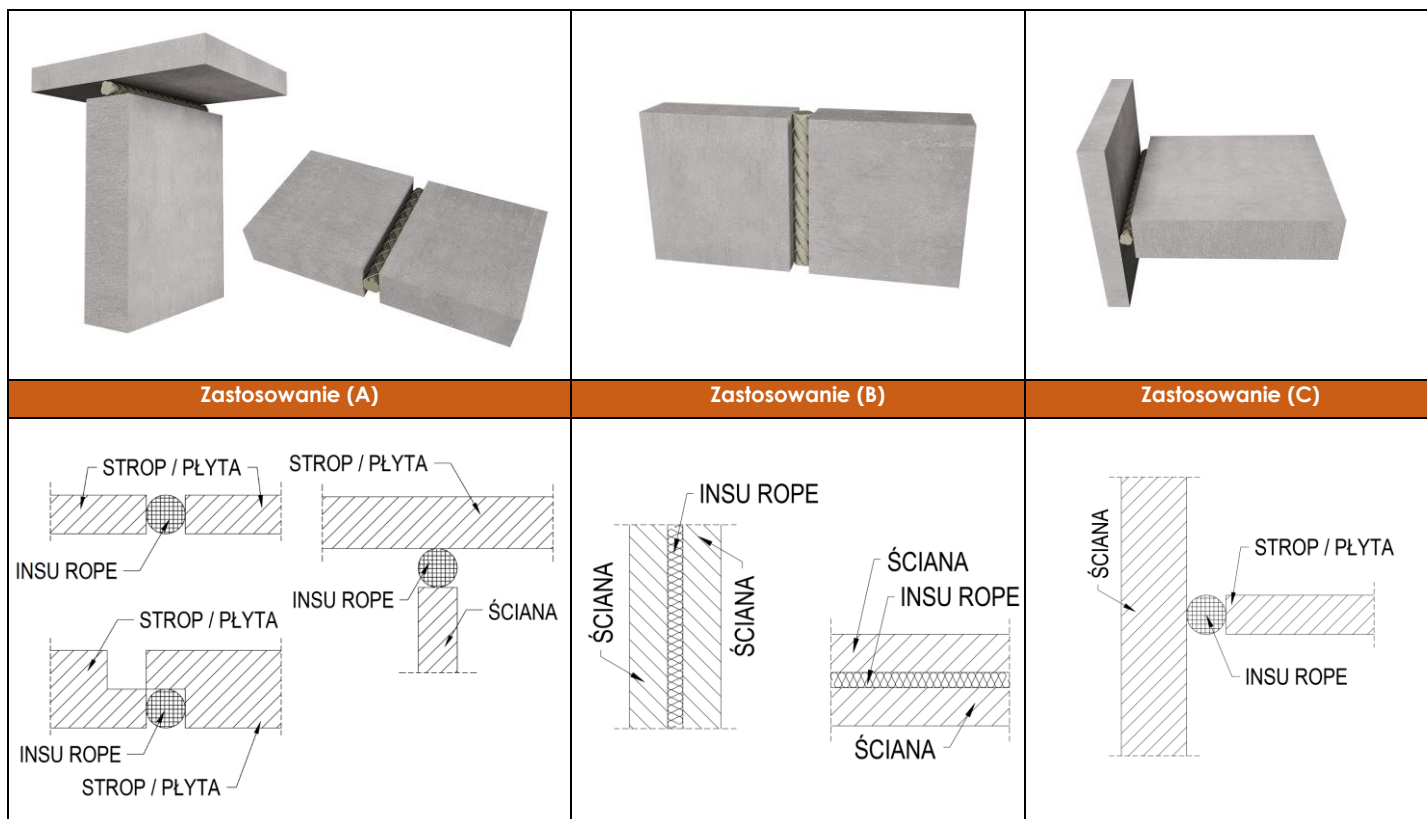 Zastosowanie (A)
Zastosowanie (B)
Zastosowanie (C)
STROP / PŁYTA
INSU ROPE
STROP / PŁYTA
INSU ROPE
ŚCIANA
STROP / PŁYTA
INSU ROPE
STROP / PŁYTA
INSU ROPE
ŚCIANA
ŚCIANA
ŚCIANA
INSU ROPE
ŚCIANA
ŚCIANA
STROP / PŁYTA
INSU ROPE